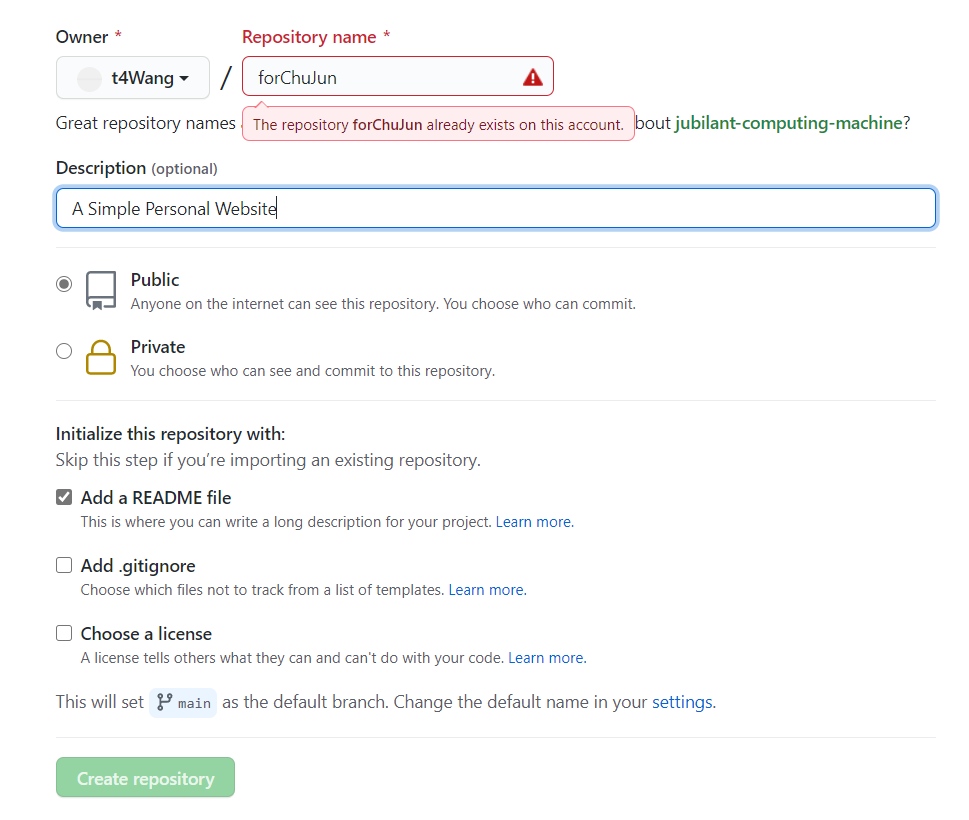 Owner *
Repository name *
t4Wang
/
forChuJun
Great repository names
The repository forChuJun already exists on this account.
bout jubilant-computing-machine?
Description (optional)
A Simple Personal Website
Public
Anyone on the internet can see this repository. You choose who can commit.
Private
You choose who can see and commit to this repository.
Initialize this repository with:
Skip this step if you’re importing an existing repository.
Add a README file
This is where you can write a long description for your project. Learn more.
Add .gitignore
Choose which files not to track from a list of templates. Learn more.
Choose a license
A license tells others what they can and can't do with your code. Learn more.
This will set main as the default branch. Change the default name in your settings.
Create repository